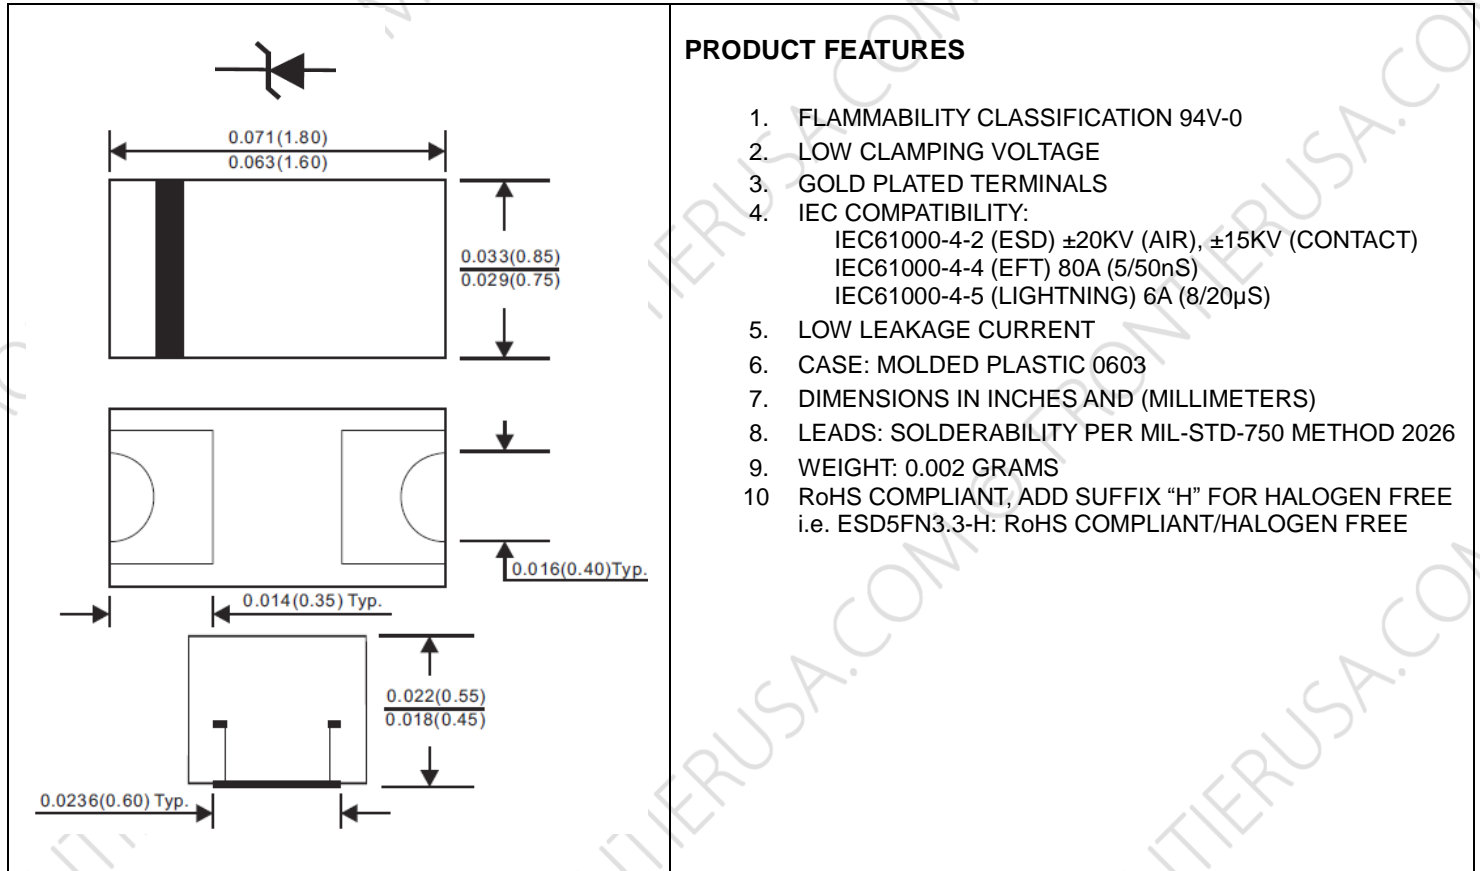 0.071(1.80)
0.063(1.60)
0.033(0.85)
0.029(0.75)
0.016(0.40)Typ.
0.014(0.35) Typ.
0.022(0.55)
0.018(0.45)
0.0236(0.60) Typ.
PRODUCT FEATURES
1. FLAMMABILITY CLASSIFICATION 94V-0
2. LOW CLAMPING VOLTAGE
3. GOLD PLATED TERMINALS
4. IEC COMPATIBILITY:
IEC61000-4-2 (ESD) ±20KV (AIR), ±15KV (CONTACT)
IEC61000-4-4 (EFT) 80A (5/50nS)
IEC61000-4-5 (LIGHTNING) 6A (8/20µS)
5. LOW LEAKAGE CURRENT
6. CASE: MOLDED PLASTIC 0603
7. DIMENSIONS IN INCHES AND (MILLIMETERS)
8. LEADS: SOLDERABILITY PER MIL-STD-750 METHOD 2026
9. WEIGHT: 0.002 GRAMS
10 RoHS COMPLIANT, ADD SUFFIX “H” FOR HALOGEN FREE
i.e. ESD5FN3.3-H: RoHS COMPLIANT/HALOGEN FREE
TIERUSA.COM © FRONTIERUSA.COM